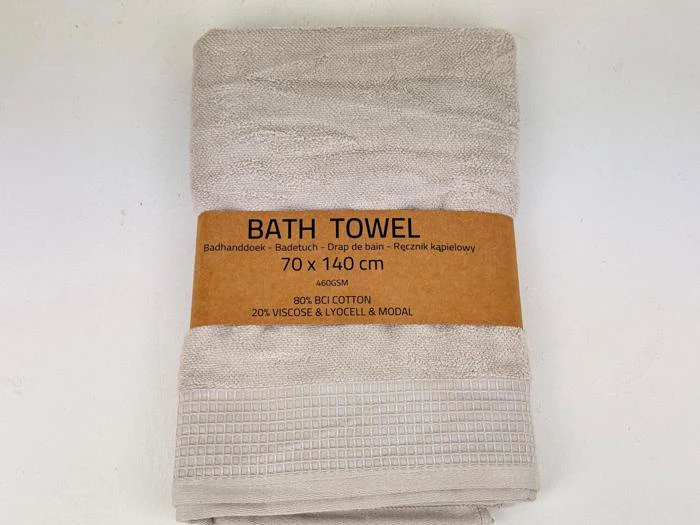 BATH TOWEL
Badhanddoek - Badetuch - Drap de bain - Ręcznik kąpielowy
70 x 140 cm
460GSM
80% BCI COTTON
20% VISCOSE & LYOCELL & MODAL